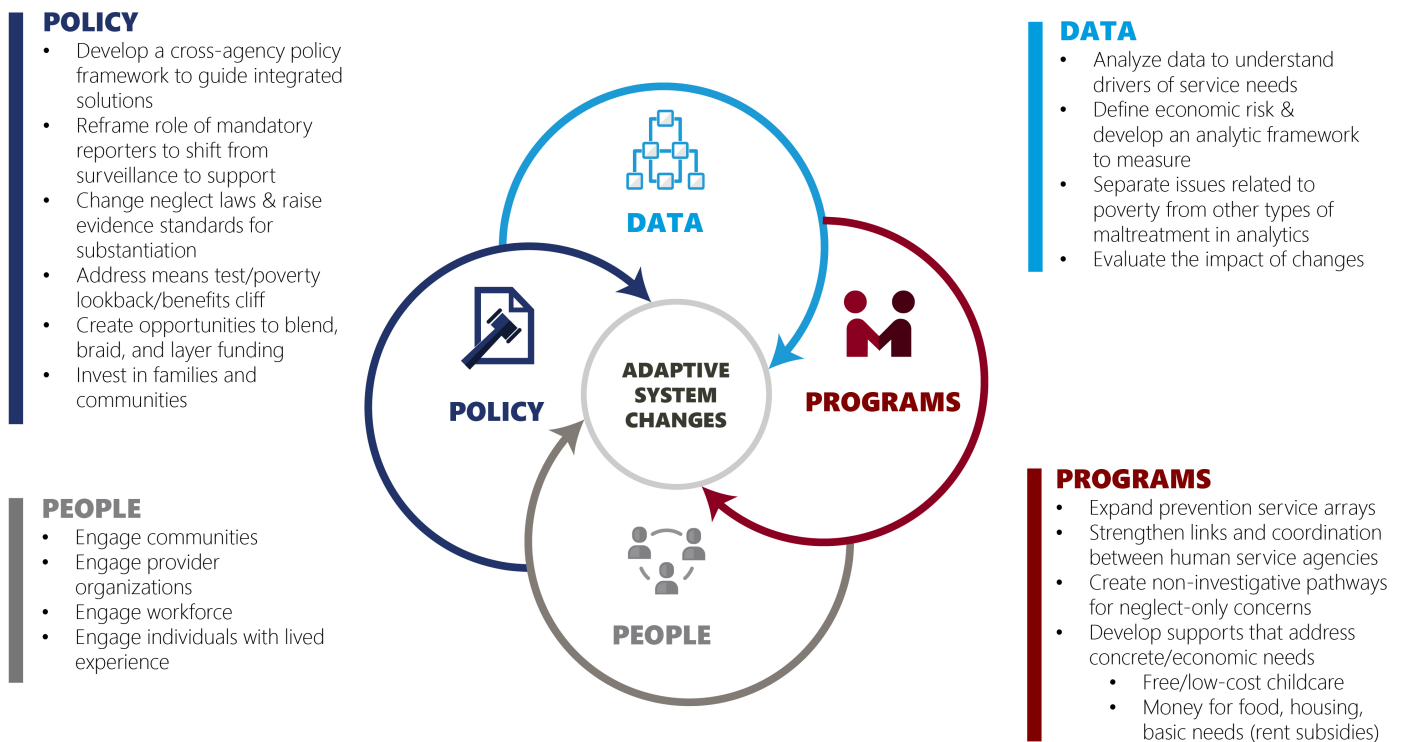 POLICY
• Develop a cross-agency policy
framework to guide integrated
solutions
• Reframe role of mandatory
reporters to shift from
surveillance to support
• Change neglect laws & raise
evidence standards for
substantiation
• Address means test/poverty
lookback/benefits cliff
• Create opportunities to blend,
braid, and layer funding
• Invest in families and
communities
PEOPLE
• Engage communities
• Engage provider
organizations
• Engage workforce
• Engage individuals with lived
experience
DATA
POLICY
ADAPTIVE
SYSTEM
CHANGES
PROGRAMS
PEOPLE
DATA
• Analyze data to understand
drivers of service needs
• Define economic risk &
develop an analytic framework
to measure
• Separate issues related to
poverty from other types of
maltreatment in analytics
• Evaluate the impact of changes
PROGRAMS
• Expand prevention service arrays
• Strengthen links and coordination
between human service agencies
• Create non-investigative pathways
for neglect-only concerns
• Develop supports that address
concrete/economic needs
• Free/low-cost childcare
• Money for food, housing,
basic needs (rent subsidies)